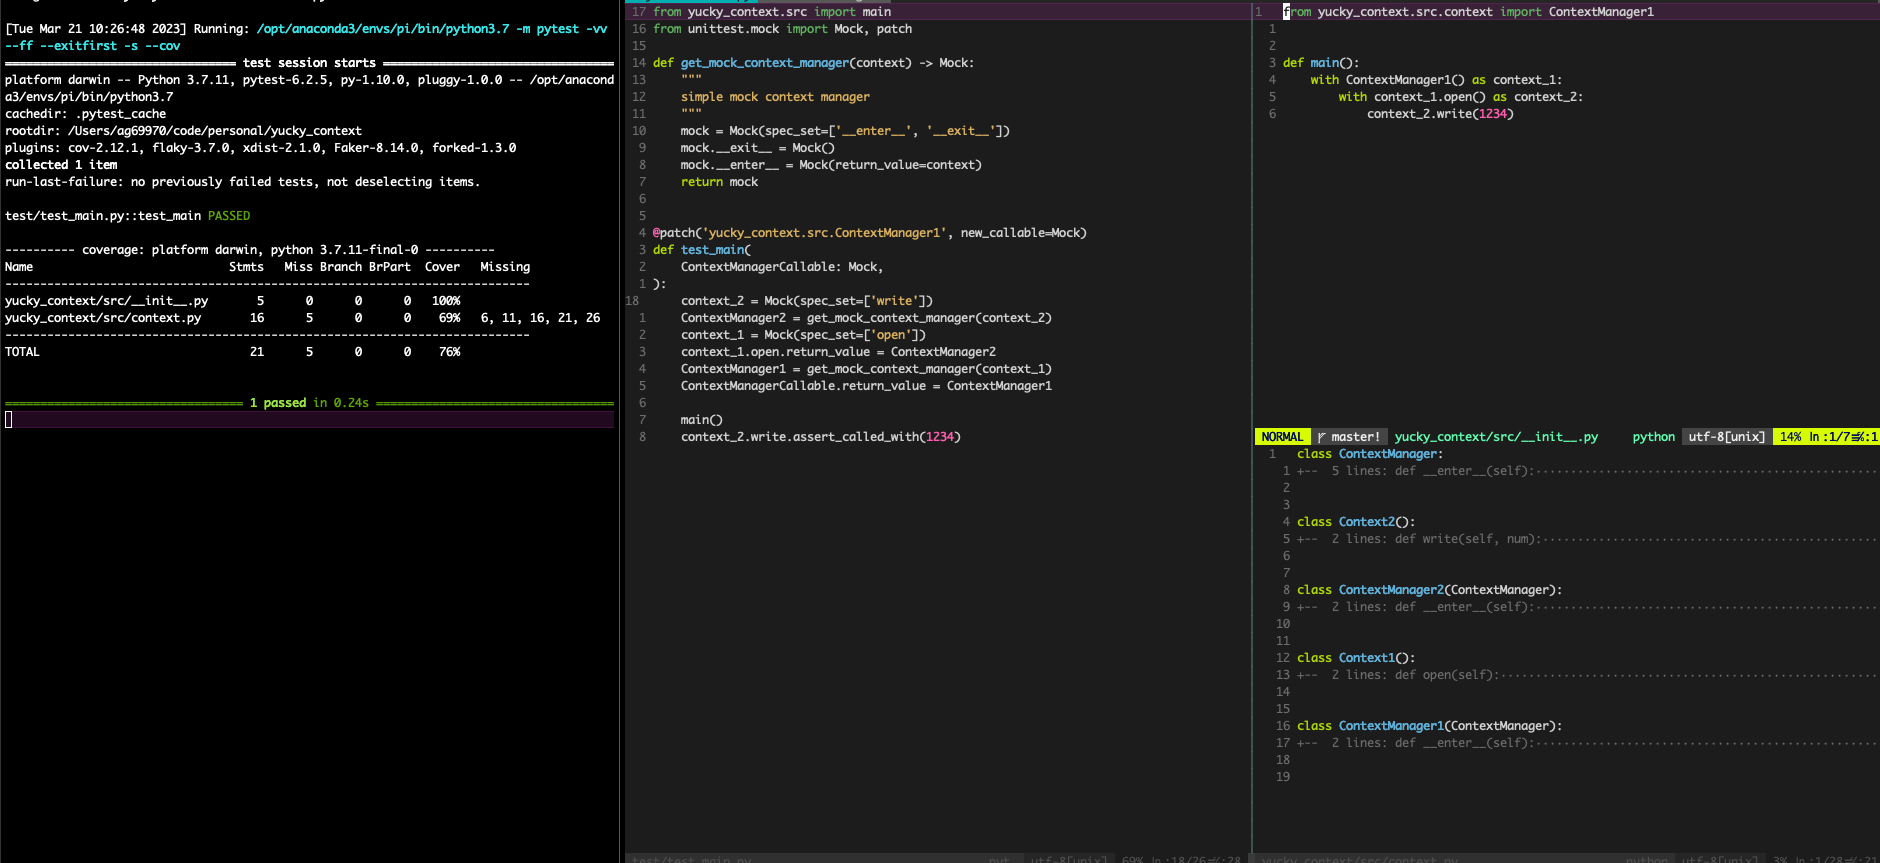 [Tue Mar 21 10:26:48 2023] Running: /opt/anaconda3/envs/pi/bin/python3.7 -m pytest -vv
--ff --exitfirst -s --cov
test session starts
platform darwin -- Python 3.7.11, pytest-6.2.5, py-1.10.0, pluggy-1.0.0 -- /opt/anacond
a3/envs/pi/bin/python3.7
cachedir: .pytest_cache
rootdir: /Users/ag69970/code/personal/yucky_context
plugins: cov-2.12.1, flaky-3.7.0, xdist-2.1.0, Faker-8.14.0, forked-1.3.0
collected 1 item
run-last-failure: no previously failed tests, not deselecting items.
test/test_main.py::test_main PASSED
---------- coverage: platform darwin, python 3.7.11-final-0 ----------
Name Stmts Miss Branch BrPart Cover Missing
yucky_context/src/__init__.py 5 0 0 0 100%
yucky_context/src/context.py 16 5 0 0 69% 6, 11, 16, 21, 26
TOTAL 21 5 0 0 76%
1 passed in 0.24s
17 from yucky_context.src import main
16 from unittest.mock import Mock, patch
15
14 def get_mock_context_manager(context) -> Mock:
13     """
12     simple mock context manager
11     """
10     mock = Mock(spec_set=['__enter__', '__exit__'])
9     mock.__exit__ = Mock()
8     mock.__enter__ = Mock(return_value=context)
7     return mock
6
5
4 @patch('yucky_context.src.ContextManager1', new_callable=Mock)
3 def test_main(
2     ContextManagerCallable: Mock,
1 ):
18     context_2 = Mock(spec_set=['write'])
1     ContextManager2 = get_mock_context_manager(context_2)
2     context_1 = Mock(spec_set=['open'])
3     context_1.open.return_value = ContextManager2
4     ContextManager1 = get_mock_context_manager(context_1)
5     ContextManagerCallable.return_value = ContextManager1
6
7     main()
8     context_2.write.assert_called_with(1234)
test/test_main.py pyt utf-8[unix] 69% ln:18/26 :28
1 from yucky_context.src.context import ContextManager1
1
2
3 def main():
4     with ContextManager1() as context_1:
5         with context_1.open() as context_2:
6             context_2.write(1234)
NORMAL master! yucky_context/src/__init__.py python utf-8[unix] 14% ln:1/7 :1
1 class ContextManager:
1 +-- 5 lines: def __enter__(self):
2
3
4 class Context2():
5 +-- 2 lines: def write(self, num):
6
7
8 class ContextManager2(ContextManager):
9 +-- 2 lines: def __enter__(self):
10
11
12 class Context1():
13 +-- 2 lines: def open(self):
14
15
16 class ContextManager1(ContextManager):
17 +-- 2 lines: def __enter__(self):
18
19
yucky_context/src/context.py python utf-8[unix] 3% ln:1/28